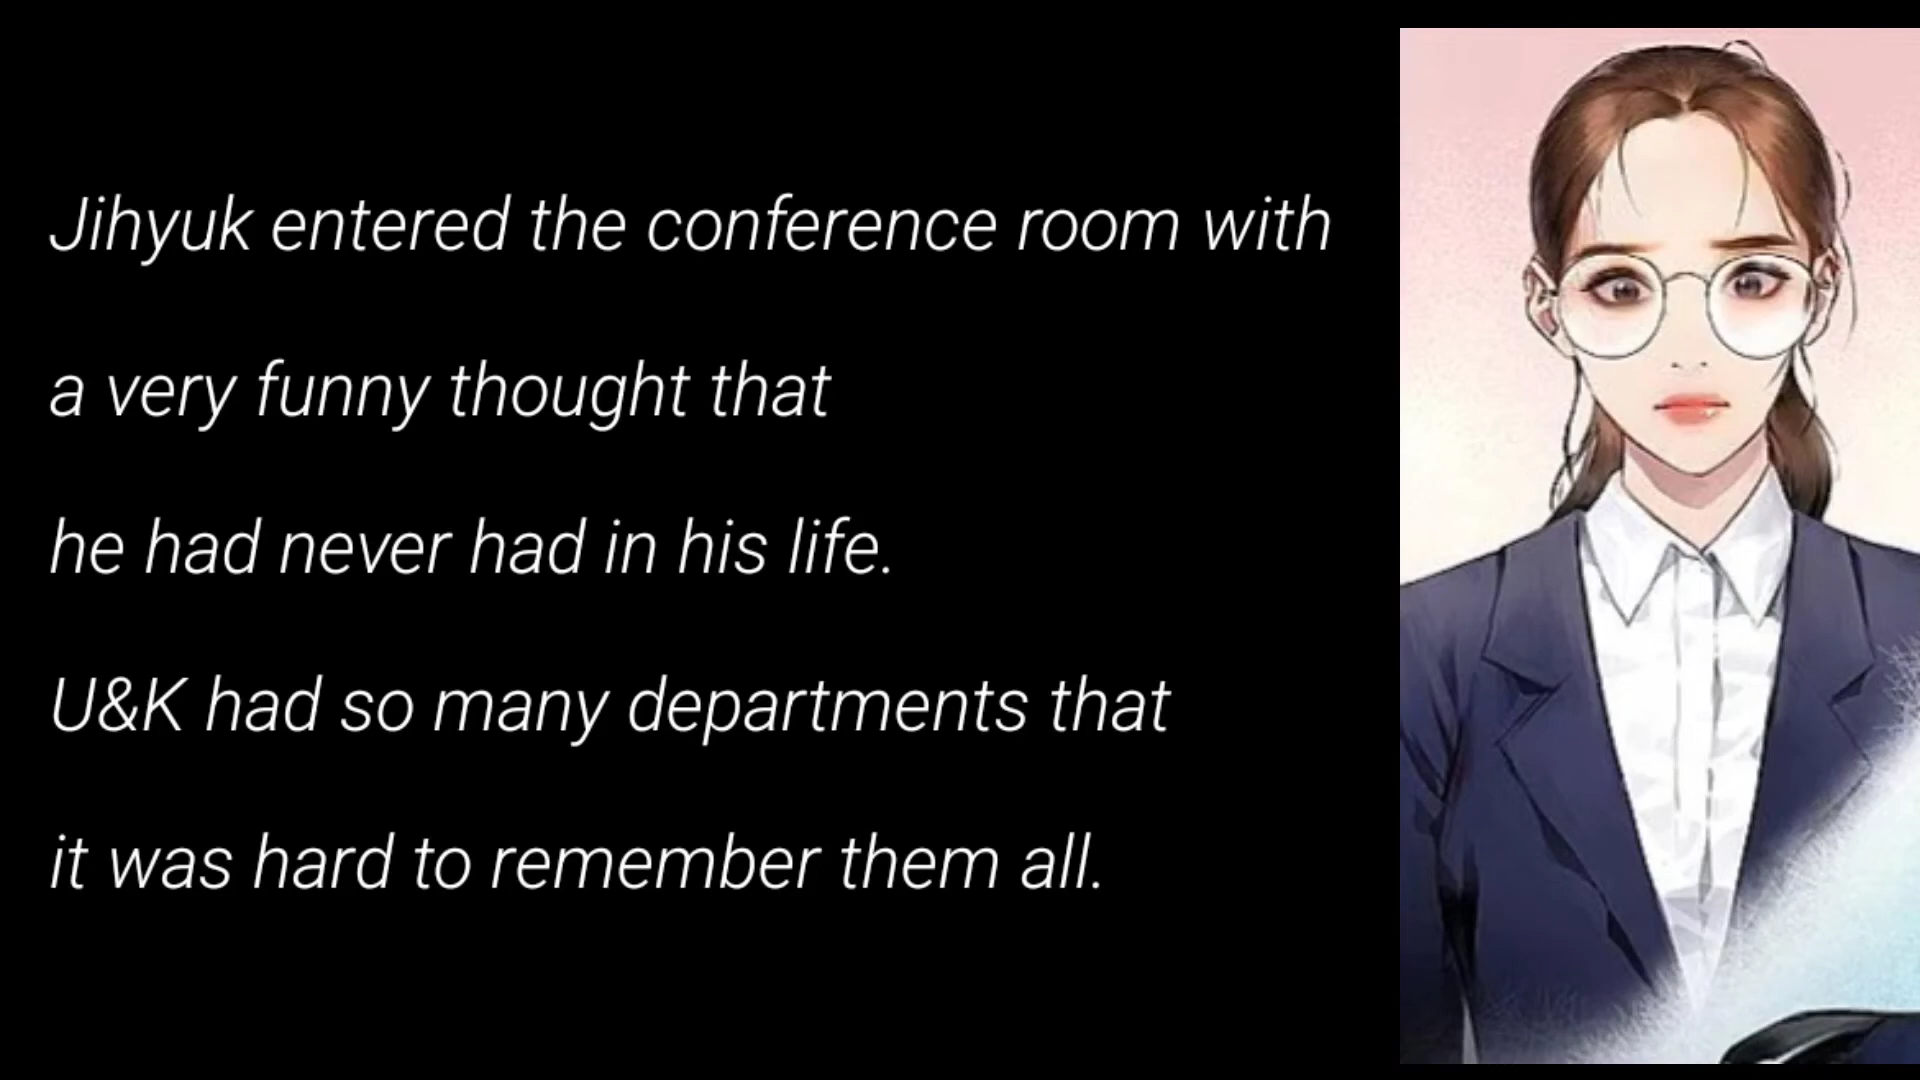 Jihyuk entered the conference room with
a very funny thought that
he had never had in his life.
U&K had so many departments that
it was hard to remember them all.